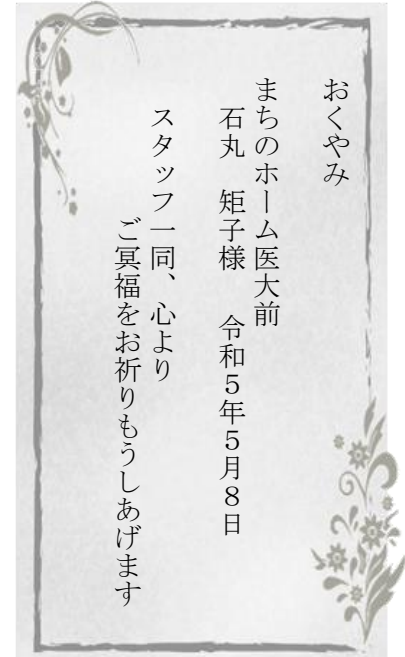 おくやみ
まちのホーム医大前
石丸　矩子様　令和５年５月８日
スタッフ一同、心より
ご冥福をお祈りもうしあげます